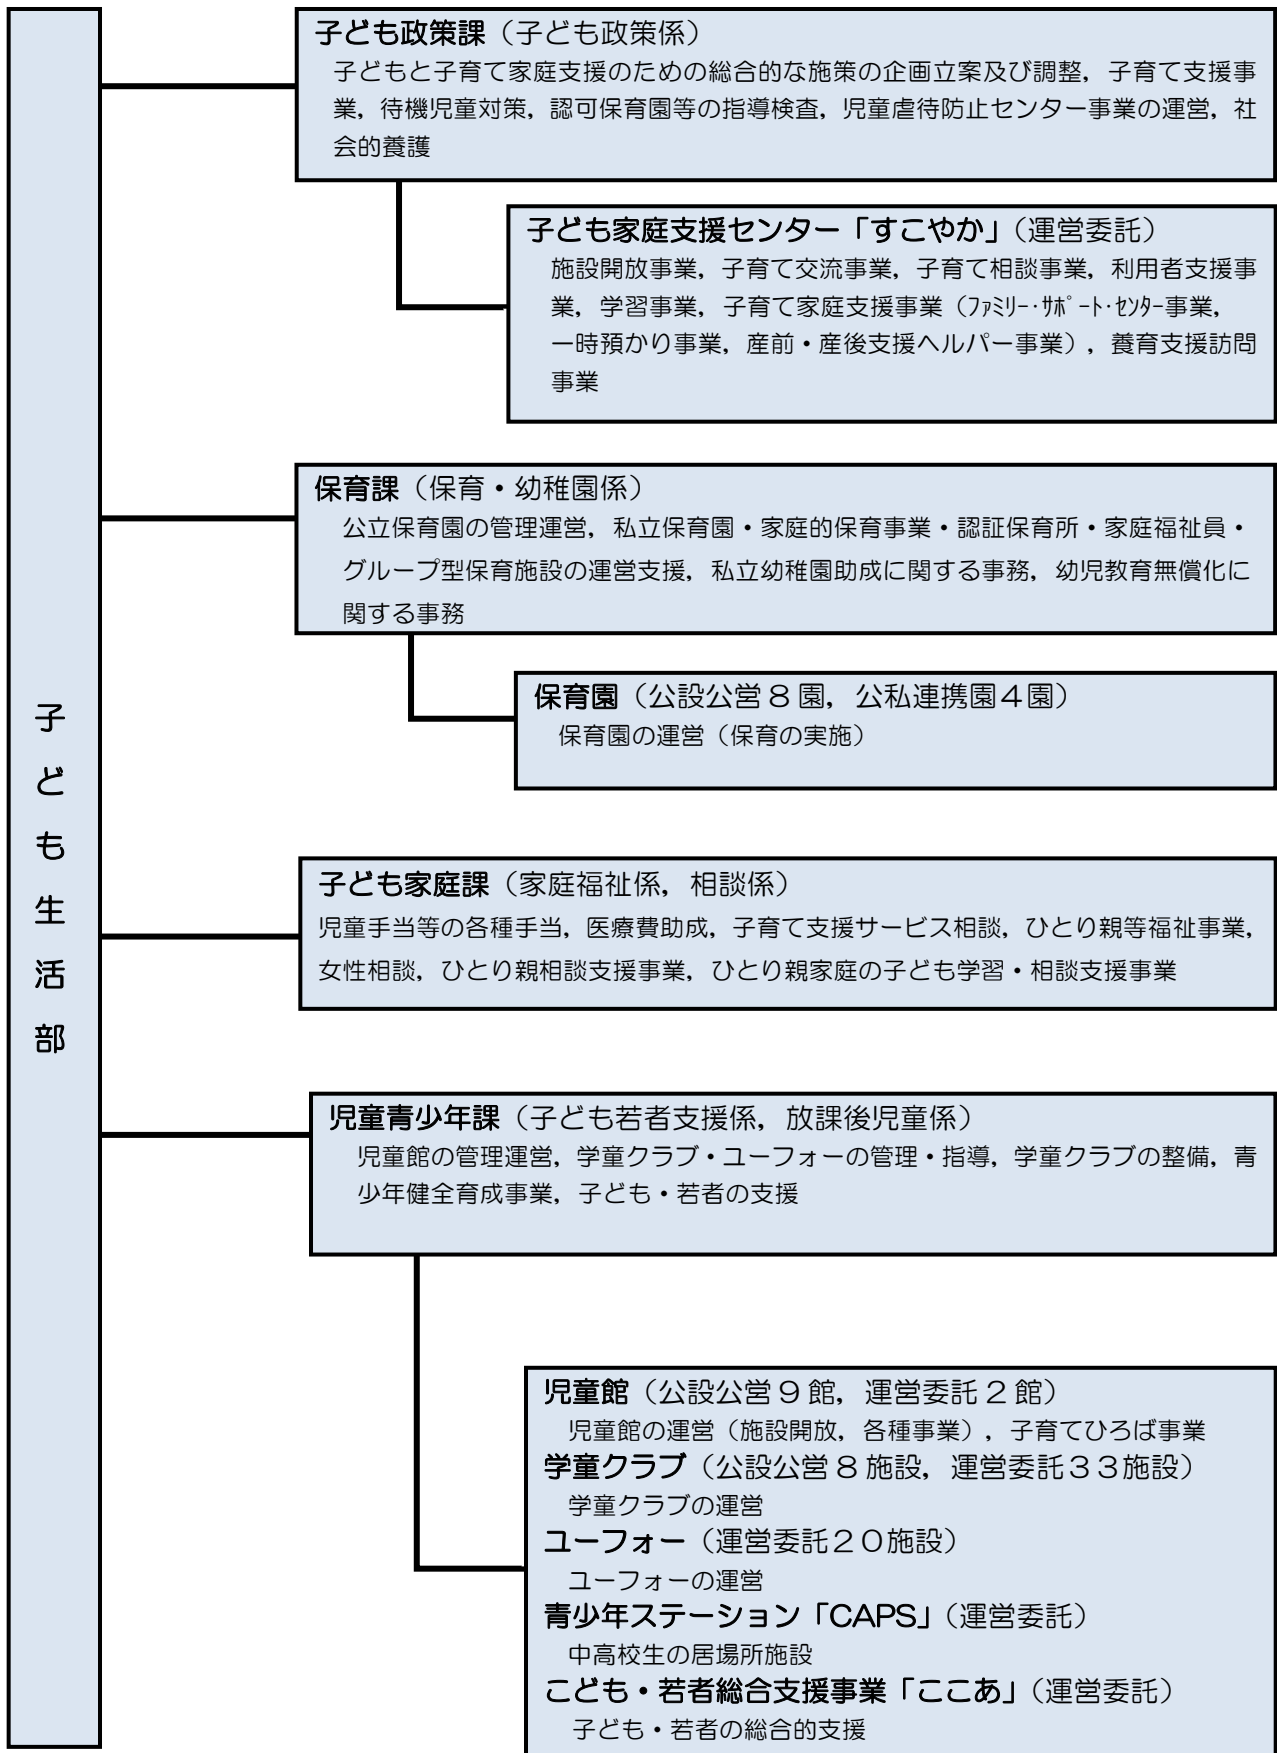 子ども生活部
子ども政策課（子ども政策係）
子どもと子育て家庭支援のための総合的な施策の企画立案及び調整，子育て支援事
業，待機児童対策，認可保育園等の指導検査，児童虐待防止センター事業の運営，社
会的養護
子ども家庭支援センター「すこやか」（運営委託）
施設開放事業，子育て交流事業，子育て相談事業，利用者支援事
業，学習事業，子育て家庭支援事業（ﾌｧﾐﾘｰ･ｻﾎﾟｰﾄ･ｾﾝﾀｰ事業，
一時預かり事業，産前・産後支援ヘルパー事業），養育支援訪問
事業
保育課（保育・幼稚園係）
公立保育園の管理運営，私立保育園・家庭的保育事業・認証保育所・家庭福祉員・
グループ型保育施設の運営支援，私立幼稚園助成に関する事務，幼児教育無償化に
関する事務
保育園（公設公営８園，公私連携園４園）
保育園の運営（保育の実施）
子ども家庭課（家庭福祉係，相談係）
児童手当等の各種手当，医療費助成，子育て支援サービス相談，ひとり親等福祉事業，
女性相談，ひとり親相談支援事業，ひとり親家庭の子ども学習・相談支援事業
児童青少年課（子ども若者支援係，放課後児童係）
児童館の管理運営，学童クラブ・ユーフォーの管理・指導，学童クラブの整備，青
少年健全育成事業，子ども・若者の支援
児童館（公設公営９館，運営委託２館）
児童館の運営（施設開放，各種事業），子育てひろば事業
学童クラブ（公設公営８施設，運営委託３３施設）
学童クラブの運営
ユーフォー（運営委託２０施設）
ユーフォーの運営
青少年ステーション「CAPS」（運営委託）
中高校生の居場所施設
こども・若者総合支援事業「ここあ」（運営委託）
子ども・若者の総合的支援